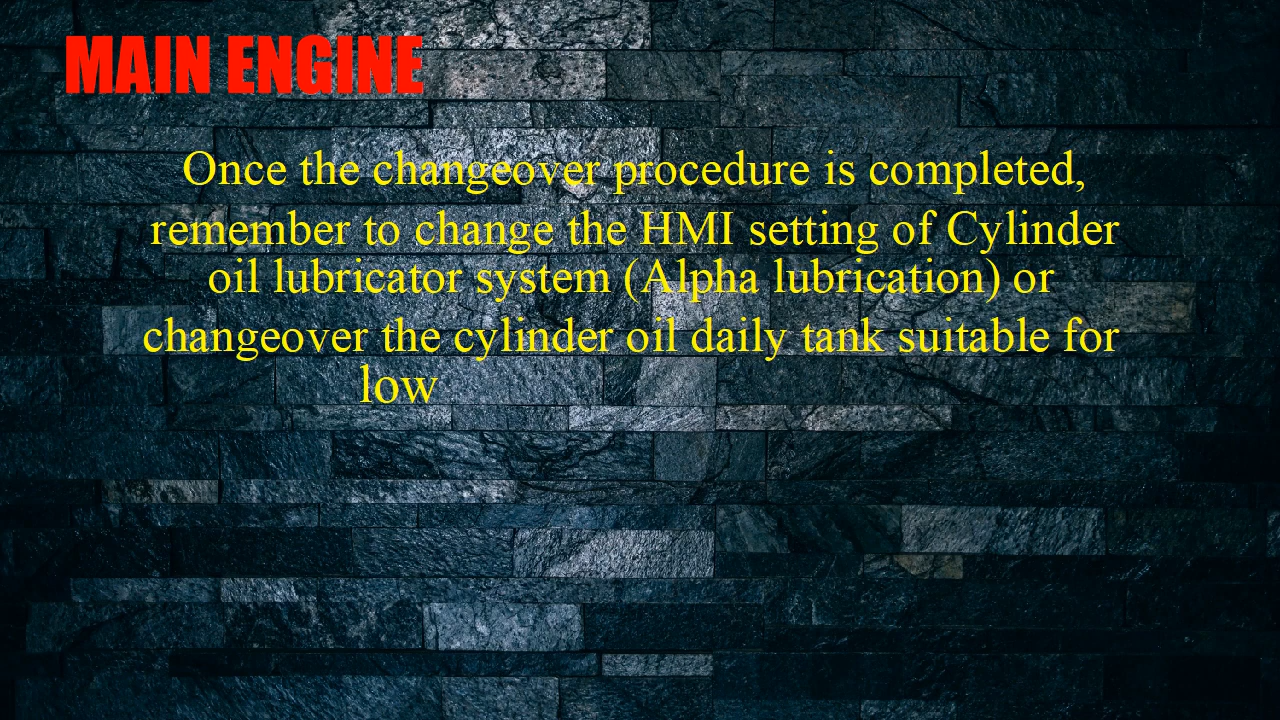 MAIN ENGINE
Once the changeover procedure is completed,
remember to change the HMI setting of Cylinder
oil lubricator system (Alpha lubrication) or
changeover the cylinder oil daily tank suitable for
low